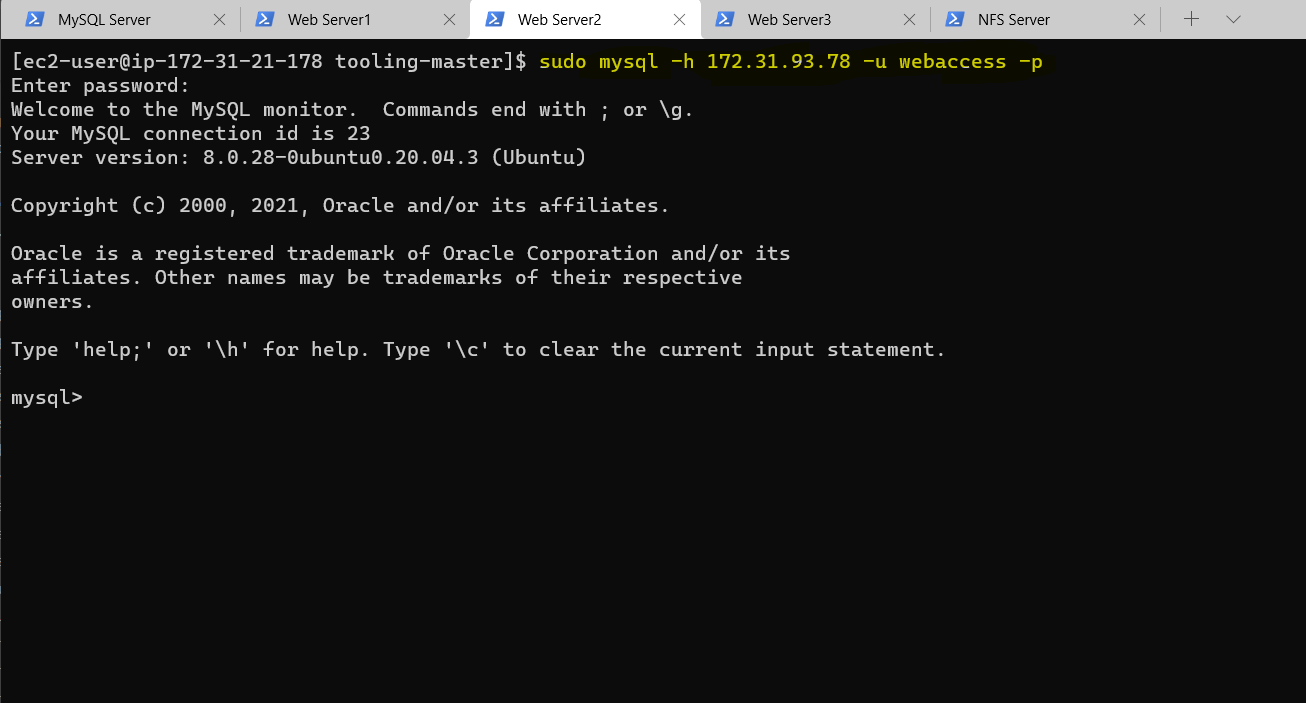 MySQL Server Web Server1 Web Server2 Web Server3 NFS Server
[ec2-user@ip-172-31-21-178 tooling-master]$ sudo mysql -h 172.31.93.78 -u webaccess -p
Enter password:
Welcome to the MySQL monitor.  Commands end with ; or \g.
Your MySQL connection id is 23
Server version: 8.0.28-0ubuntu0.20.04.3 (Ubuntu)
Copyright (c) 2000, 2021, Oracle and/or its affiliates.
Oracle is a registered trademark of Oracle Corporation and/or its
affiliates. Other names may be trademarks of their respective
owners.
Type 'help;' or '\h' for help. Type '\c' to clear the current input statement.
mysql>